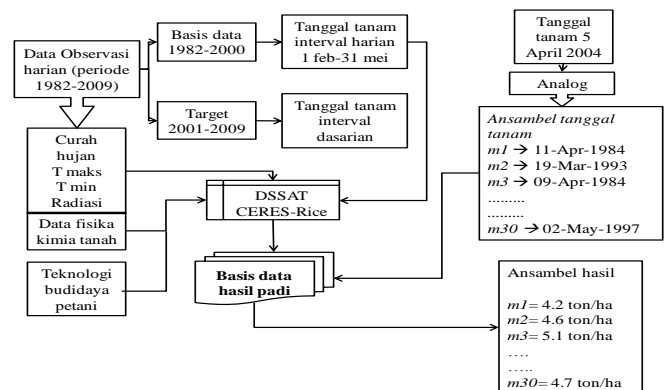 Data Observasi
harian (periode
1982-2009)
Basis data
1982-2000
Tanggal tanam
interval harian
1 feb-31 mei
Target
2001-2009
Tanggal tanam
interval
dasarian
Curah
hujan
T maks
T min
Radiasi
Data fisika
kimia tanah
Teknologi
budidaya
petani
DSSAT
CERES-Rice
Basis data
hasil padi
Tanggal
tanam 5
April 2004
Analog
Ansambel tanggal
tanam
m1 → 11-Apr-1984
m2 → 19-Mar-1993
m3 → 09-Apr-1984
.........
.........
m30 → 02-May-1997
Ansambel hasil
m1= 4.2 ton/ha
m2= 4.6 ton/ha
m3= 5.1 ton/ha
....
.....
m30= 4.7 ton/ha